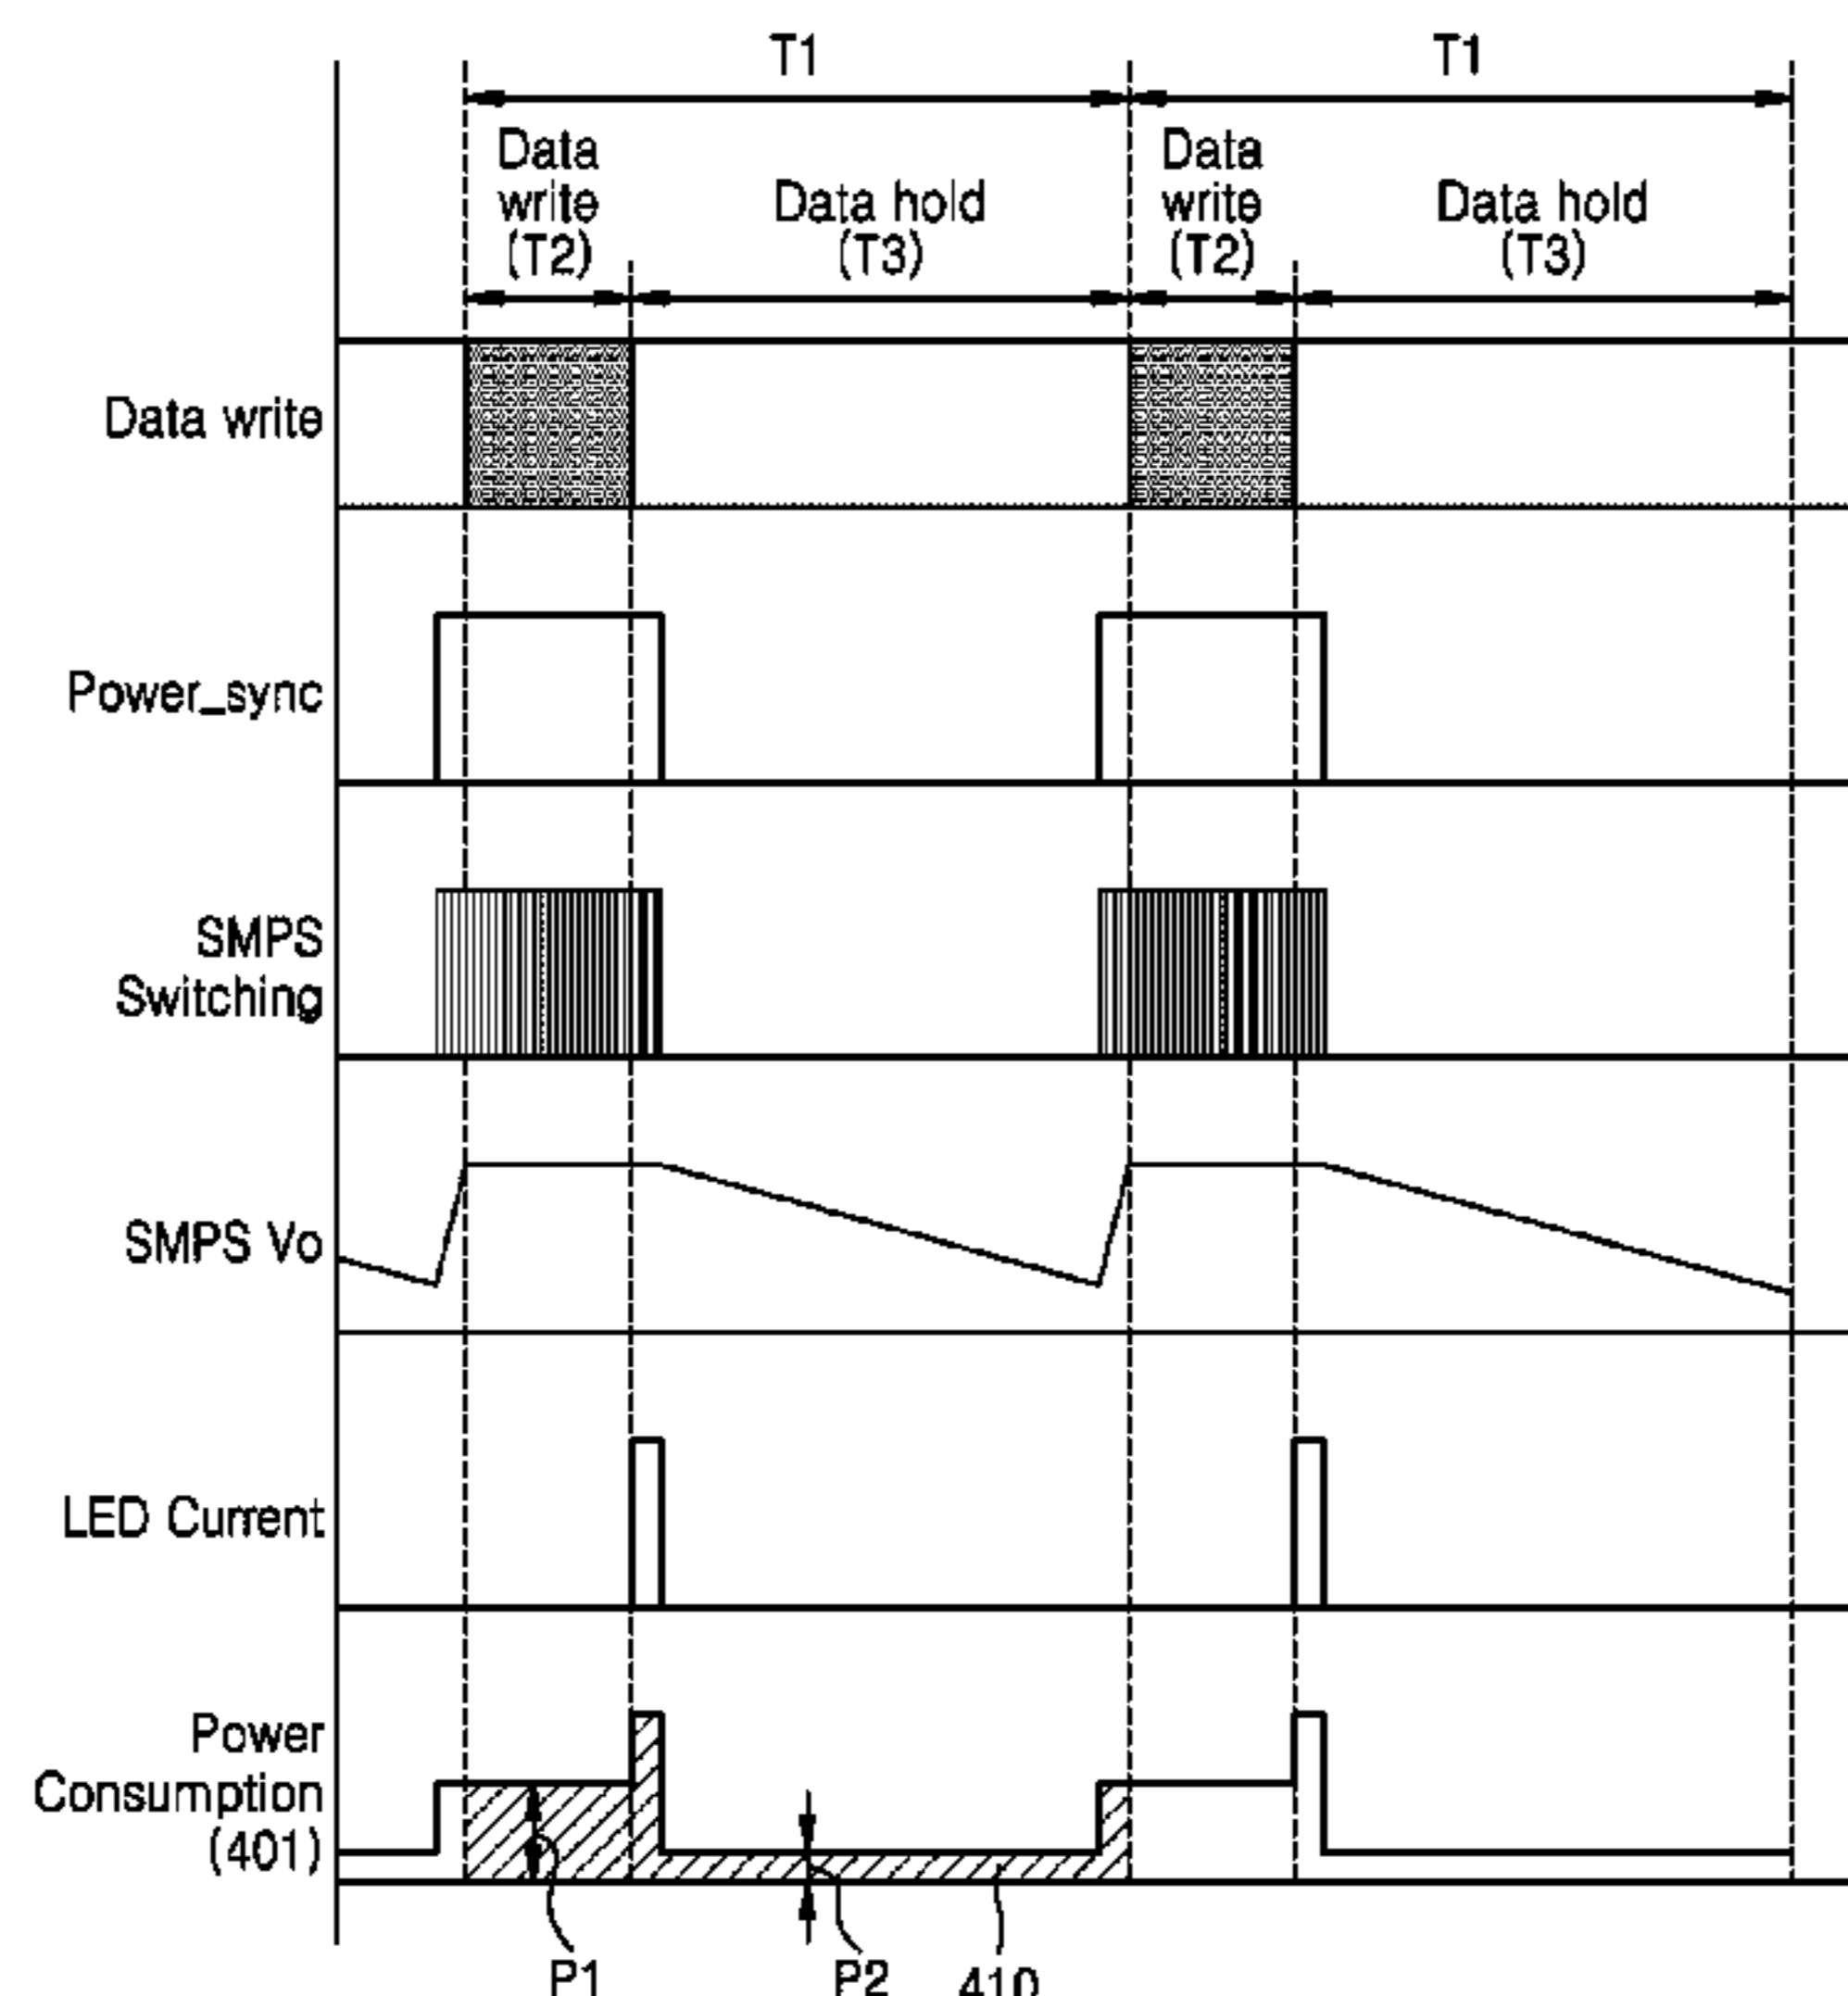 T1
T1
Data
write
(T2)
Data hold
(T3)
Data
write
(T2)
Data hold
(T3)
Data write
Power_sync
SMPS
Switching
SMPS Vo
LED Current
Power
Consumption
(401)
P1
P2
410